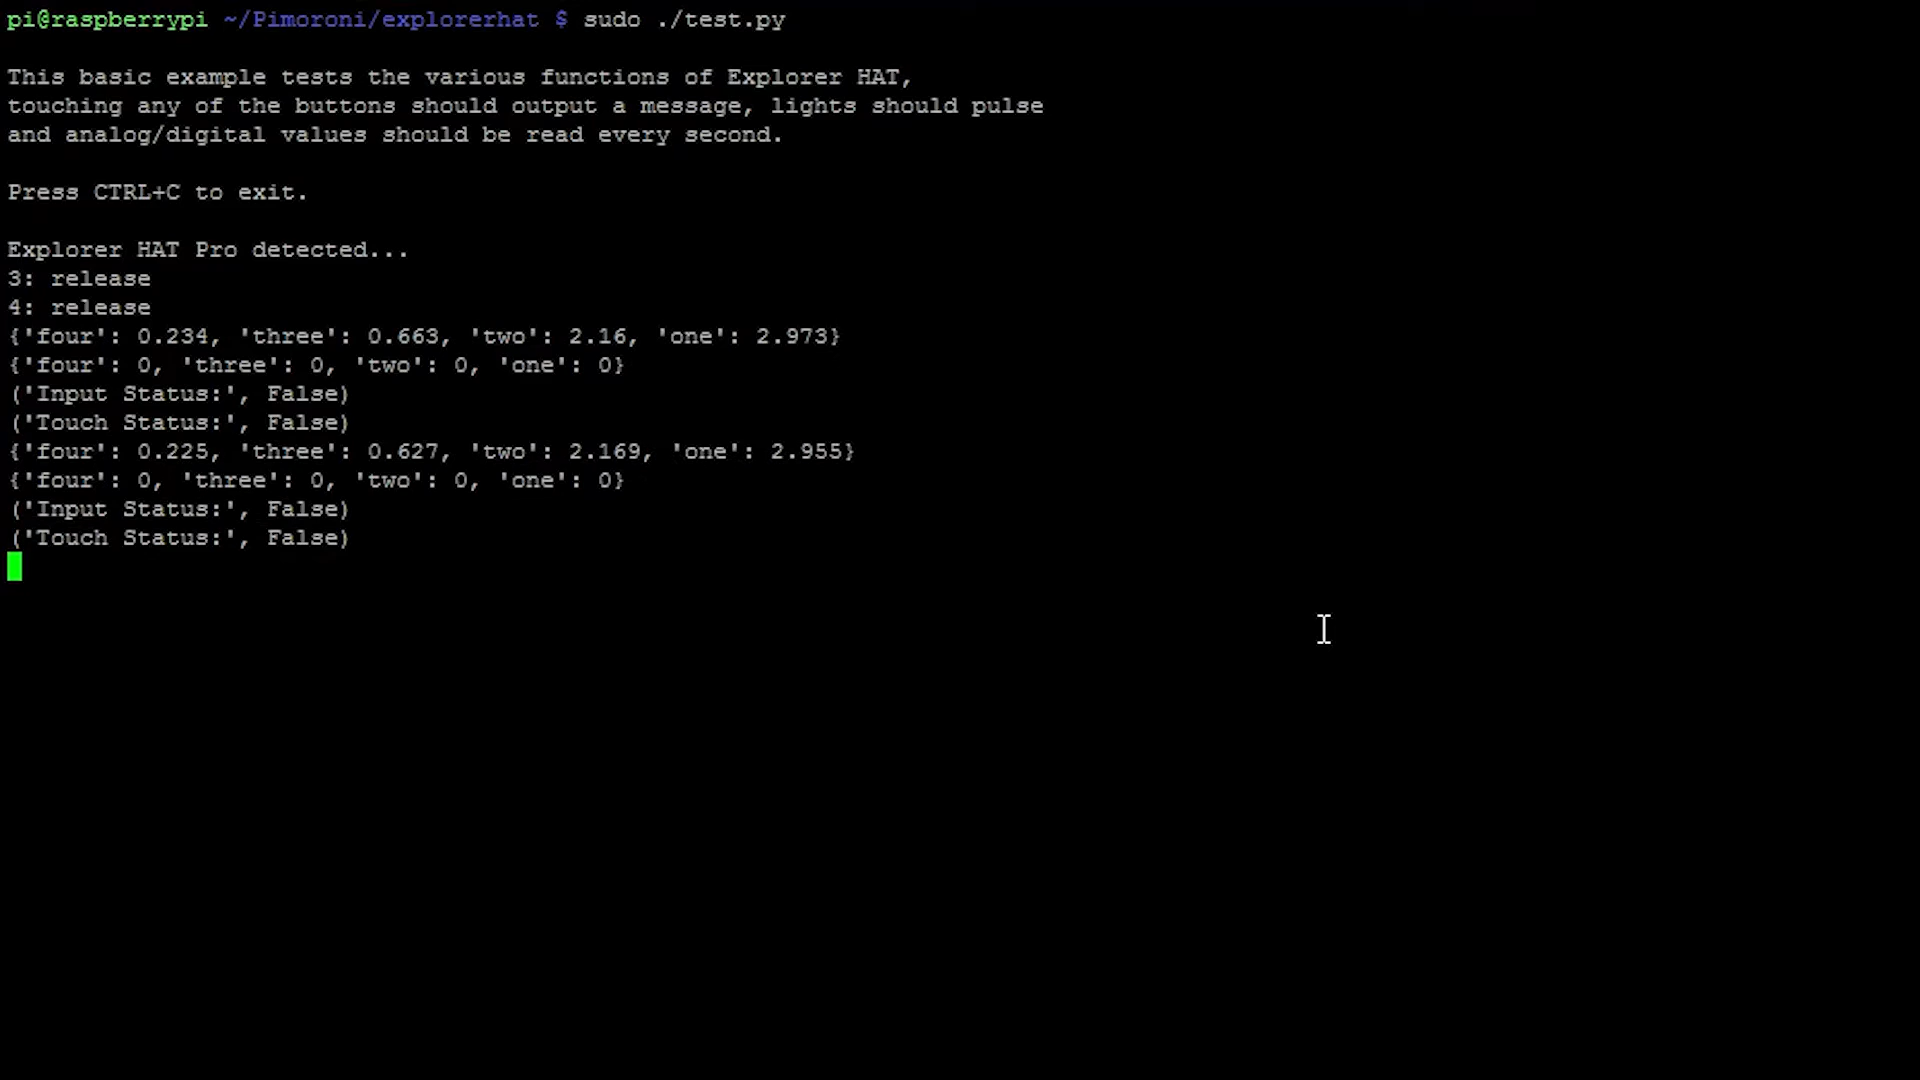 pi@raspberrypi ~/Pimoroni/explorerhat $ sudo ./test.py
This basic example tests the various functions of Explorer HAT,
touching any of the buttons should output a message, lights should pulse
and analog/digital values should be read every second.
Press CTRL+C to exit.
Explorer HAT Pro detected...
3: release
4: release
{'four': 0.234, 'three': 0.663, 'two': 2.16, 'one': 2.973}
{'four': 0, 'three': 0, 'two': 0, 'one': 0}
('Input Status:', False)
('Touch Status:', False)
{'four': 0.225, 'three': 0.627, 'two': 2.169, 'one': 2.955}
{'four': 0, 'three': 0, 'two': 0, 'one': 0}
('Input Status:', False)
('Touch Status:', False)